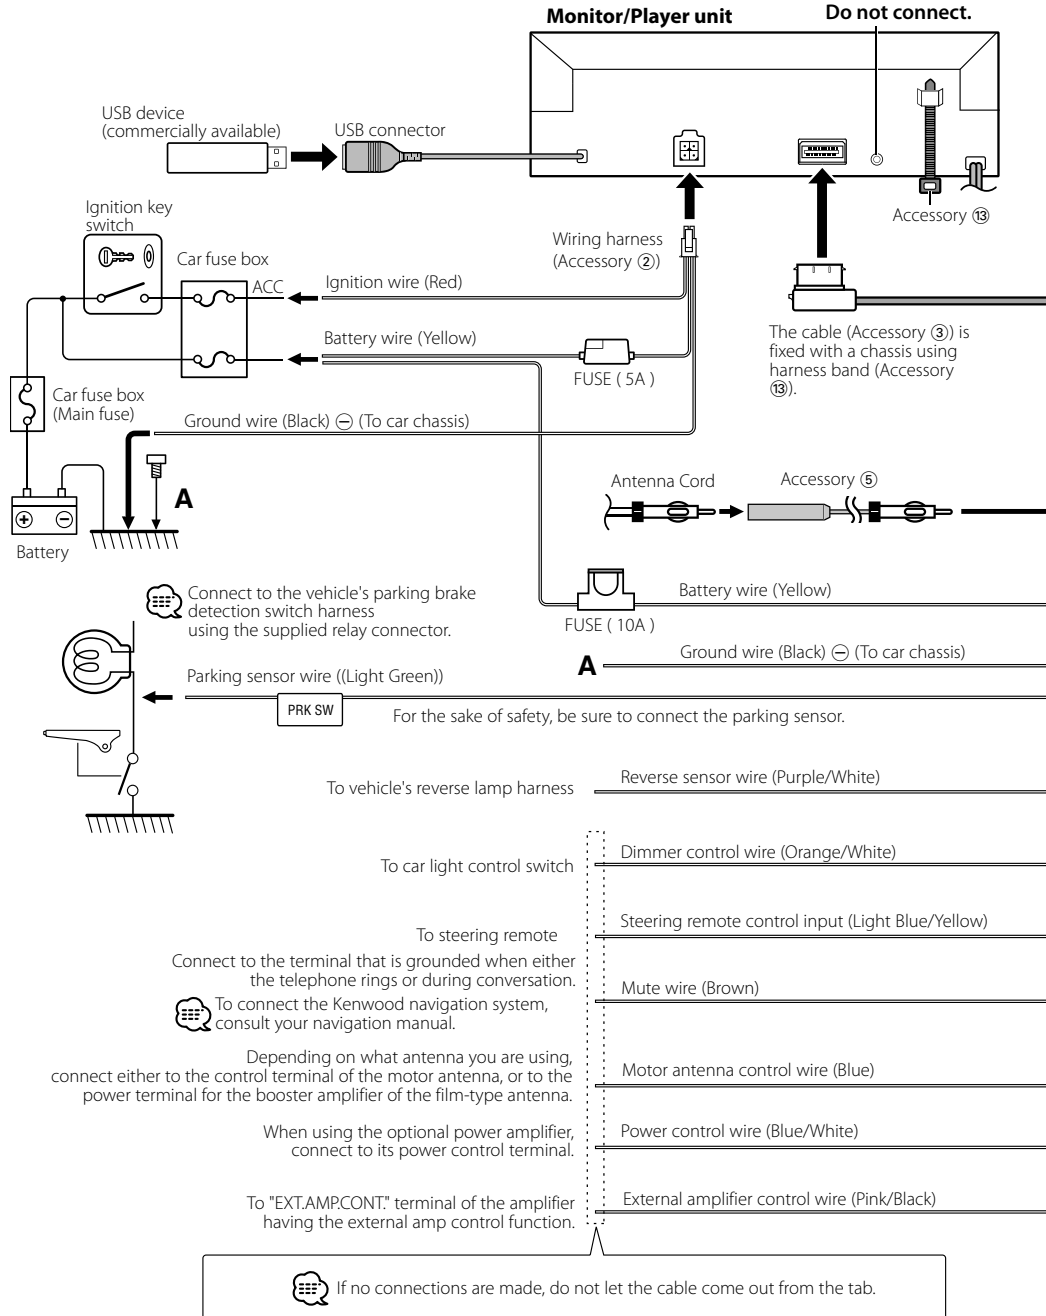 Monitor/Player unit
Do not connect.
USB device
(commercially available)
USB connector
Accessory ⑬
Ignition key
switch
Wiring harness
(Accessory ②)
Car fuse box
ACC
Ignition wire (Red)
The cable (Accessory ③) is
fixed with a chassis using
harness band (Accessory
⑬).
Battery wire (Yellow)
FUSE ( 5A )
Car fuse box
(Main fuse)
Ground wire (Black) ⊖ (To car chassis)
Antenna Cord
Accessory ⑤
A
Battery
Connect to the vehicle's parking brake
detection switch harness
using the supplied relay connector.
Battery wire (Yellow)
FUSE ( 10A )
A
Ground wire (Black) ⊖ (To car chassis)
Parking sensor wire ((Light Green))
PRK SW
For the sake of safety, be sure to connect the parking sensor.
To vehicle's reverse lamp harness
Reverse sensor wire (Purple/White)
To car light control switch
Dimmer control wire (Orange/White)
To steering remote
Steering remote control input (Light Blue/Yellow)
Connect to the terminal that is grounded when either
the telephone rings or during conversation.
Mute wire (Brown)
To connect the Kenwood navigation system,
consult your navigation manual.
Depending on what antenna you are using,
connect either to the control terminal of the motor antenna, or to the
power terminal for the booster amplifier of the film-type antenna.
Motor antenna control wire (Blue)
When using the optional power amplifier,
connect to its power control terminal.
Power control wire (Blue/White)
To "EXT.AMP.CONT." terminal of the amplifier
having the external amp control function.
External amplifier control wire (Pink/Black)
If no connections are made, do not let the cable come out from the tab.